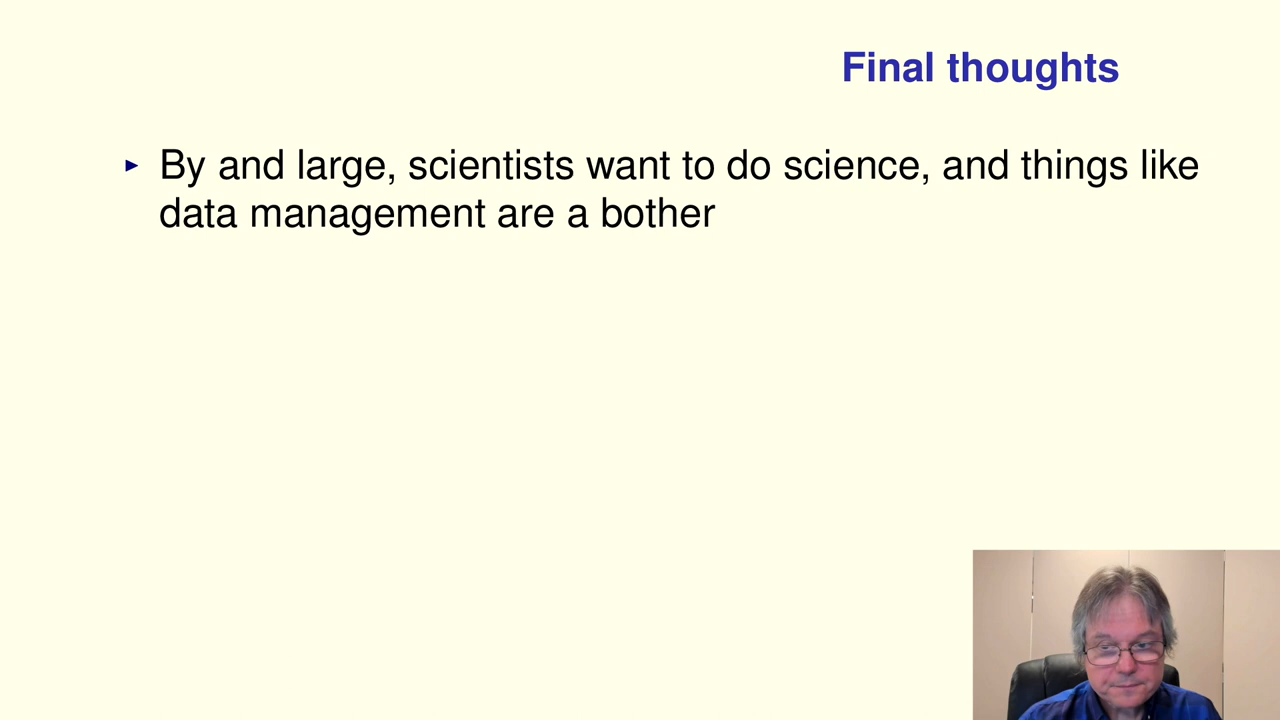 Final thoughts
By and large, scientists want to do science, and things like
data management are a bother